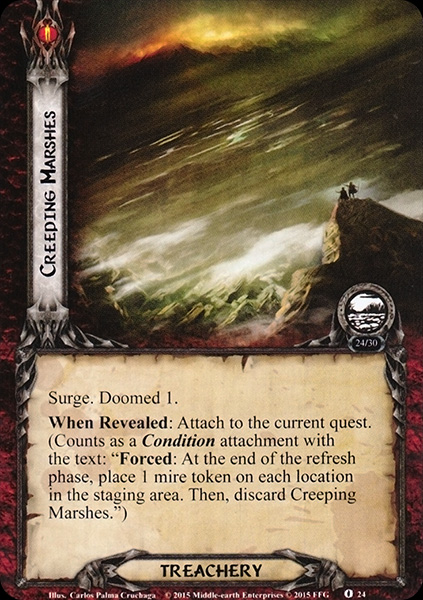 CREEPING MARSHES
24/30
Surge. Doomed 1.
When Revealed: Attach to the current quest.
(Counts as a Condition attachment with
the text: “Forced: At the end of the refresh
phase, place 1 mire token on each location
in the staging area. Then, discard Creeping
Marshes.”)
TREACHERY
Illus. Carlos Palma Cruchaga © 2015 Middle-earth Enterprises © 2015 FFG 24